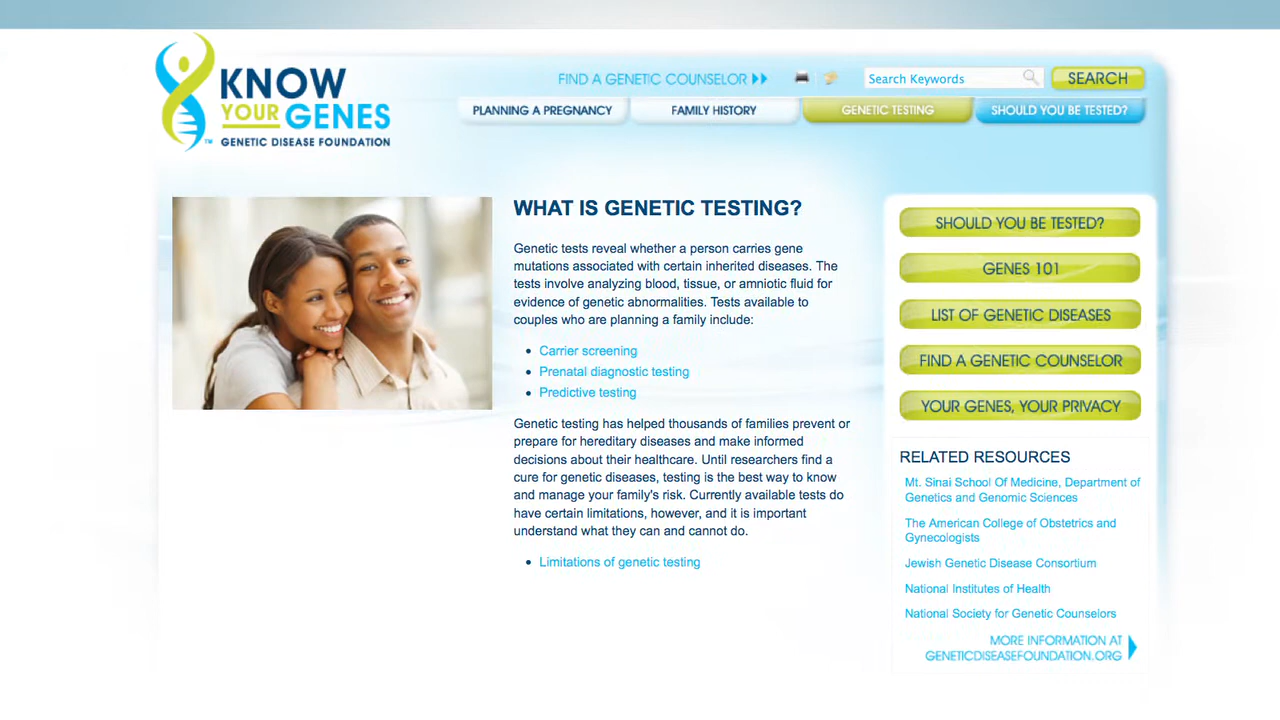 KNOW
YOUR GENES
™ GENETIC DISEASE FOUNDATION
FIND A GENETIC COUNSELOR
Search Keywords
SEARCH
PLANNING A PREGNANCY
FAMILY HISTORY
GENETIC TESTING
SHOULD YOU BE TESTED?
WHAT IS GENETIC TESTING?
Genetic tests reveal whether a person carries gene
mutations associated with certain inherited diseases. The
tests involve analyzing blood, tissue, or amniotic fluid for
evidence of genetic abnormalities. Tests available to
couples who are planning a family include:
• Carrier screening
• Prenatal diagnostic testing
• Predictive testing
Genetic testing has helped thousands of families prevent or
prepare for hereditary diseases and make informed
decisions about their healthcare. Until researchers find a
cure for genetic diseases, testing is the best way to know
and manage your family's risk. Currently available tests do
have certain limitations, however, and it is important
understand what they can and cannot do.
• Limitations of genetic testing
SHOULD YOU BE TESTED?
GENES 101
LIST OF GENETIC DISEASES
FIND A GENETIC COUNSELOR
YOUR GENES, YOUR PRIVACY
RELATED RESOURCES
Mt. Sinai School Of Medicine, Department of
Genetics and Genomic Sciences
The American College of Obstetrics and
Gynecologists
Jewish Genetic Disease Consortium
National Institutes of Health
National Society for Genetic Counselors
MORE INFORMATION AT
GENETICDISEASEFOUNDATION.ORG